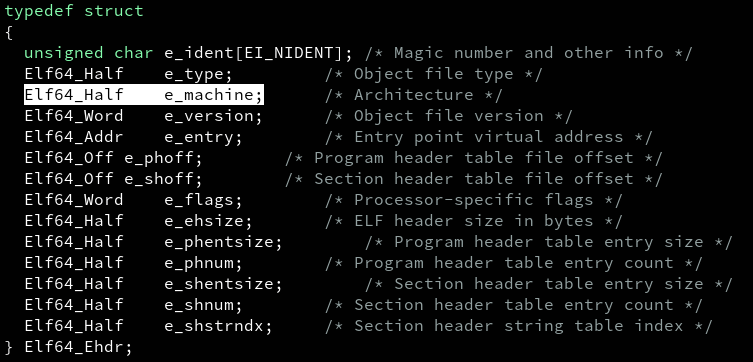 typedef struct
{
  unsigned char e_ident[EI_NIDENT]; /* Magic number and other info */
  Elf64_Half    e_type;         /* Object file type */
  Elf64_Half    e_machine;      /* Architecture */
  Elf64_Word    e_version;      /* Object file version */
  Elf64_Addr    e_entry;        /* Entry point virtual address */
  Elf64_Off e_phoff;        /* Program header table file offset */
  Elf64_Off e_shoff;        /* Section header table file offset */
  Elf64_Word    e_flags;        /* Processor-specific flags */
  Elf64_Half    e_ehsize;       /* ELF header size in bytes */
  Elf64_Half    e_phentsize;        /* Program header table entry size */
  Elf64_Half    e_phnum;        /* Program header table entry count */
  Elf64_Half    e_shentsize;        /* Section header table entry size */
  Elf64_Half    e_shnum;        /* Section header table entry count */
  Elf64_Half    e_shstrndx;     /* Section header string table index */
} Elf64_Ehdr;